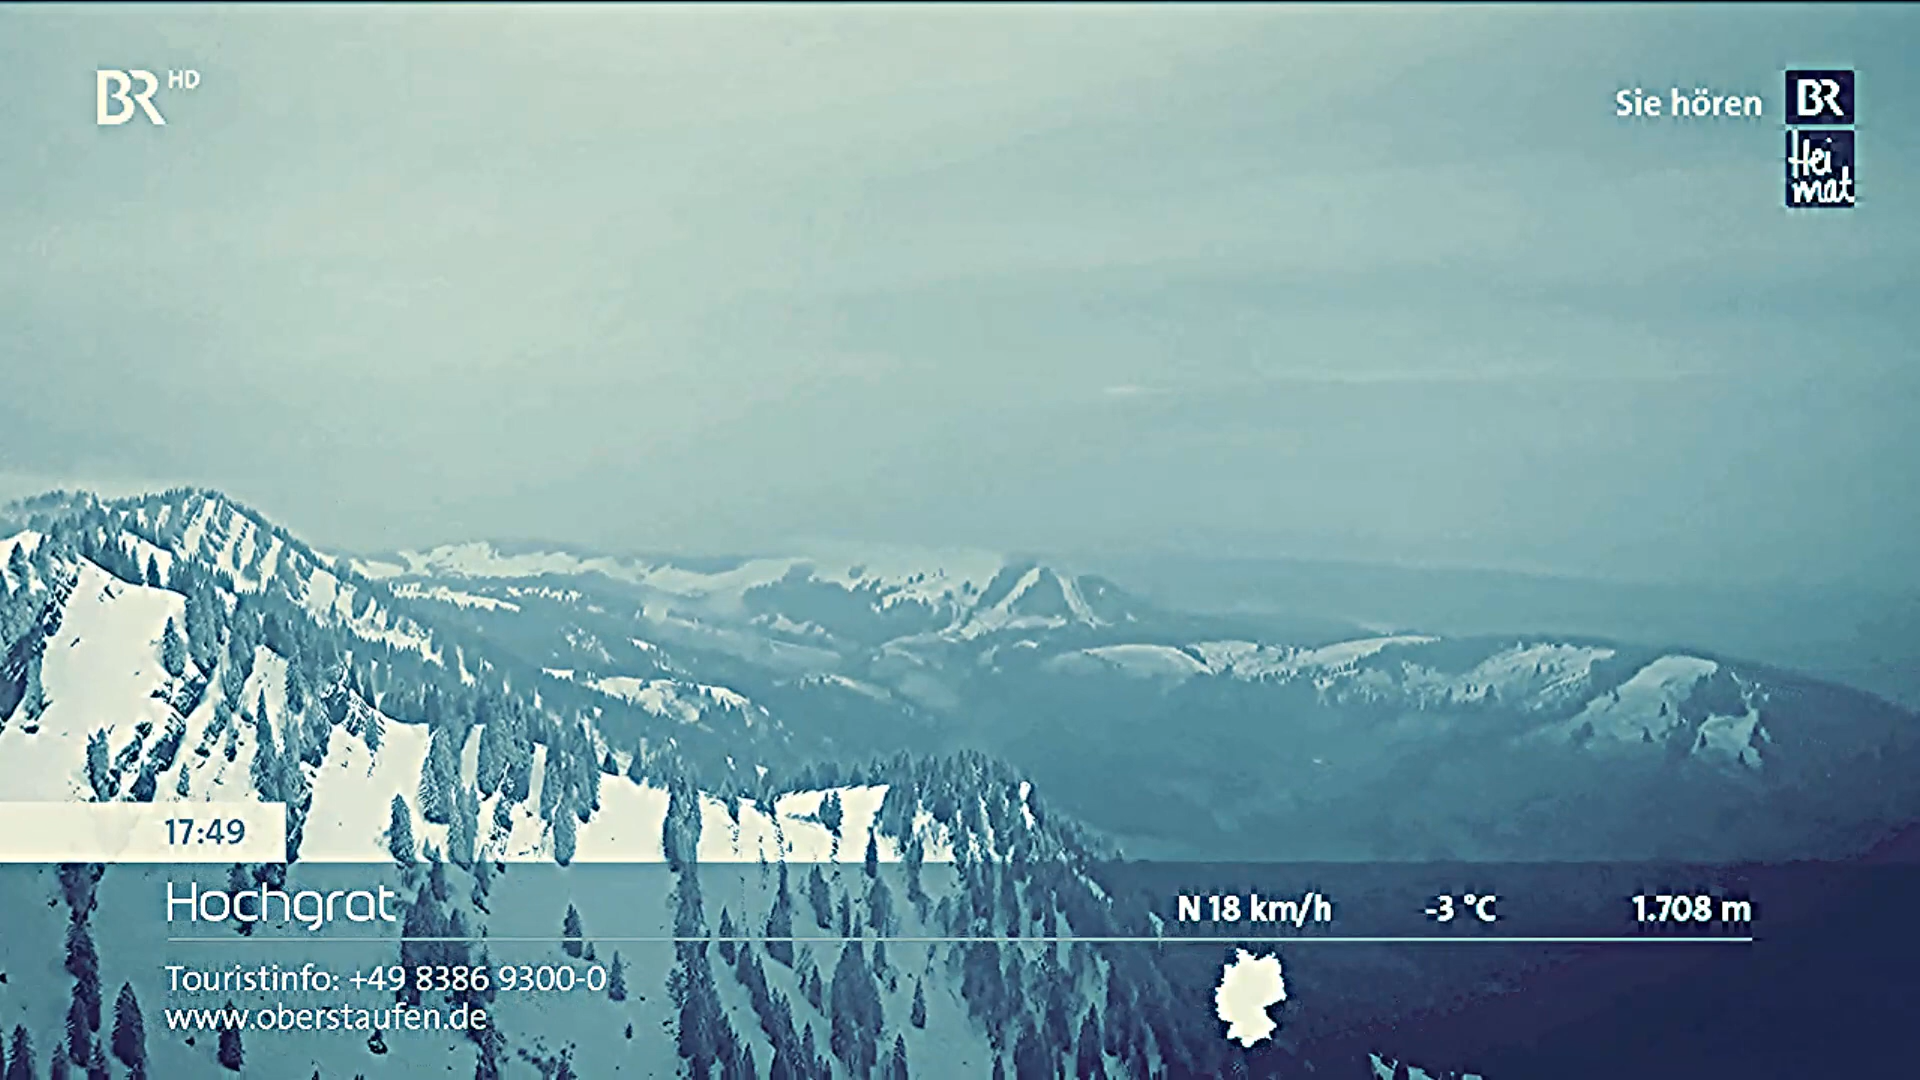 BR HD
Sie hören BR
Hei
mat
17:49
Hochgrat
N 18 km/h -3 °C 1.708 m
Touristinfo: +49 8386 9300-0
www.oberstaufen.de